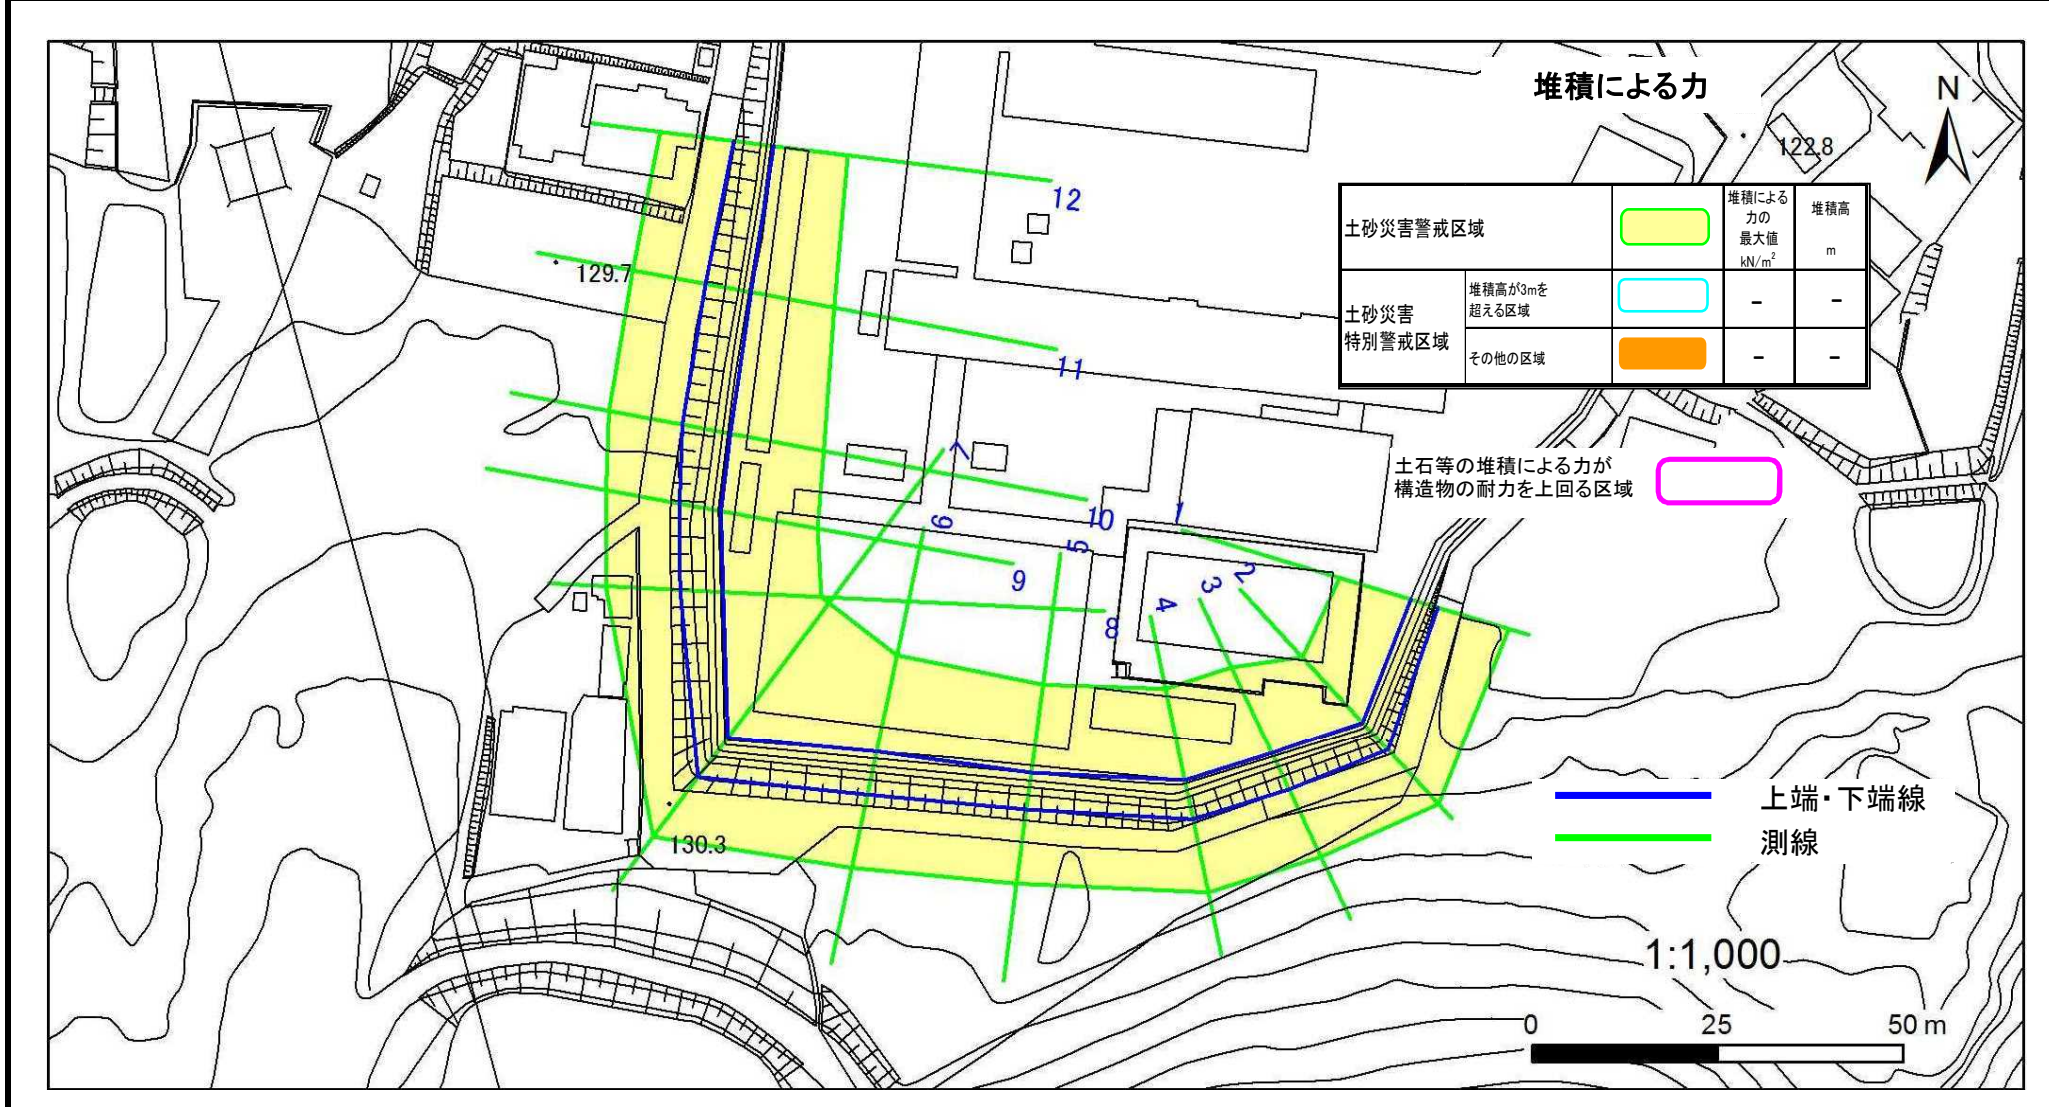 堆積による力
N
122.8
土砂災害警戒区域
堆積による
力の
最大値
kN/m²
堆積高
m
土砂災害
特別警戒区域
堆積高が3mを
超える区域
-
-
その他の区域
-
-
12
129.7
11
7
土石等の堆積による力が
構造物の耐力を上回る区域
10
1
6
5
9
2
3
4
8
上端・下端線
測線
130.3
1:1,000
0
25
50 m